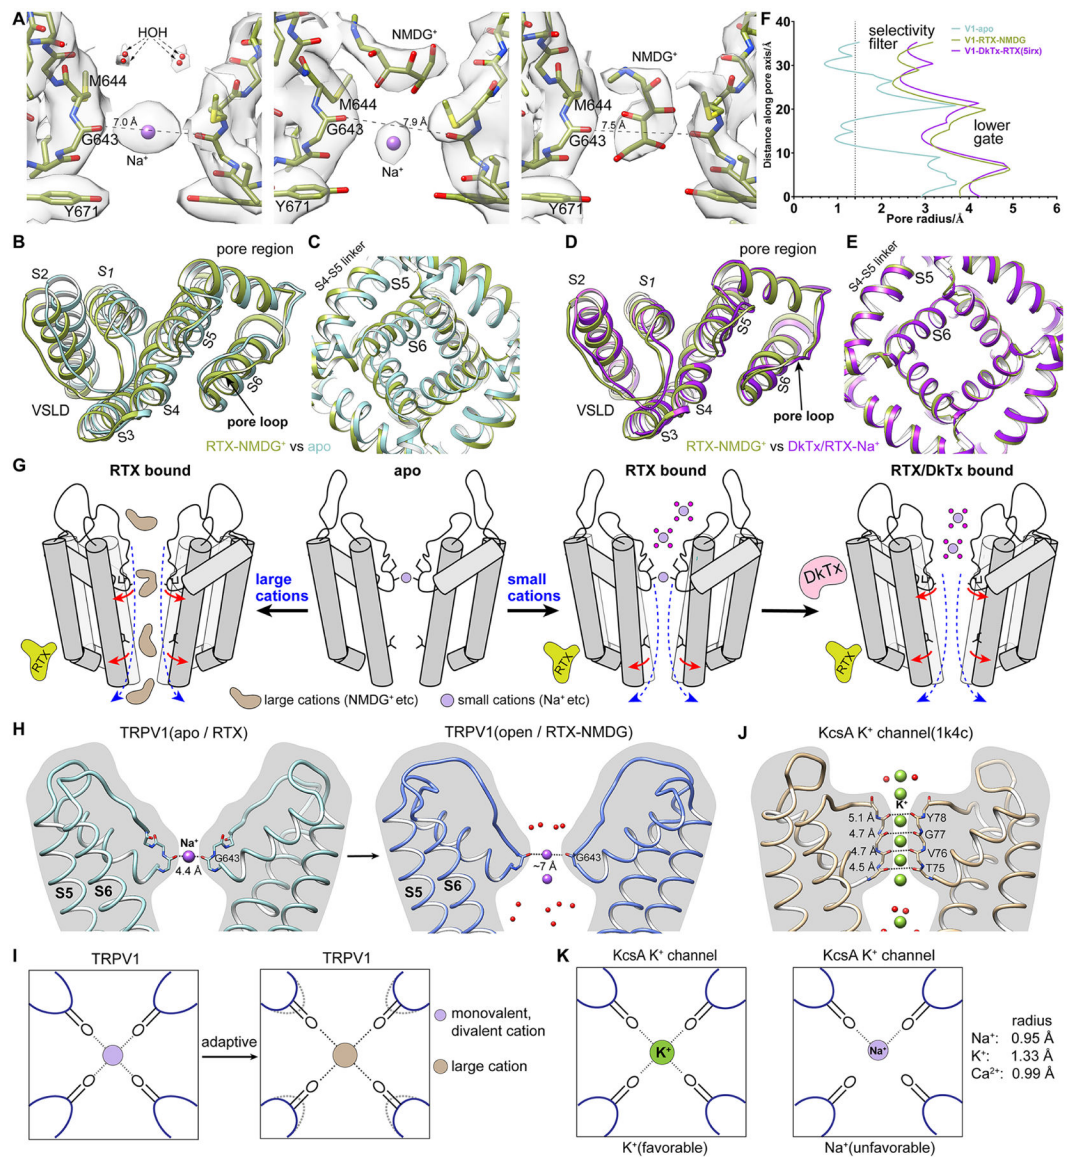 A
HOH
M644
7.0 Å
G643
Na⁺
Y671
NMDG⁺
M644
7.9 Å
G643
Na⁺
Y671
NMDG⁺
M644
7.5 Å
G643
Y671
F
selectivity
filter
V1-apo
V1-RTX-NMDG
V1-DkTx-RTX(5irx)
lower
gate
Distance along pore axis/Å
40
30
20
10
0
0 1 2 3 4 5 6
Pore radius/Å
B
pore region
S2
S1
S5
S6
VSLD
S4
S3
pore loop
RTX-NMDG⁺ vs apo
C
S4-S5 linker
S5
S6
D
pore region
S2
S1
S5
S6
VSLD
S4
S3
pore loop
RTX-NMDG⁺ vs DkTx/RTX-Na⁺
E
S4-S5 linker
S5
S6
G
RTX bound
apo
RTX bound
RTX/DkTx bound
large
cations
small
cations
DkTx
RTX
RTX
RTX
large cations (NMDG⁺ etc)
small cations (Na⁺ etc)
H
TRPV1(apo / RTX)
Na⁺
G643
4.4 Å
S5
S6
TRPV1(open / RTX-NMDG)
G643
~7 Å
S5
S6
J
KcsA K⁺ channel(1k4c)
K⁺
5.1 Å
Y78
4.7 Å
G77
4.7 Å
V76
4.5 Å
T75
I
TRPV1
adaptive
TRPV1
monovalent,
divalent cation
large cation
K
KcsA K⁺ channel
K⁺
K⁺(favorable)
KcsA K⁺ channel
Na⁺
Na⁺(unfavorable)
radius
Na⁺: 0.95 Å
K⁺: 1.33 Å
Ca²⁺: 0.99 Å